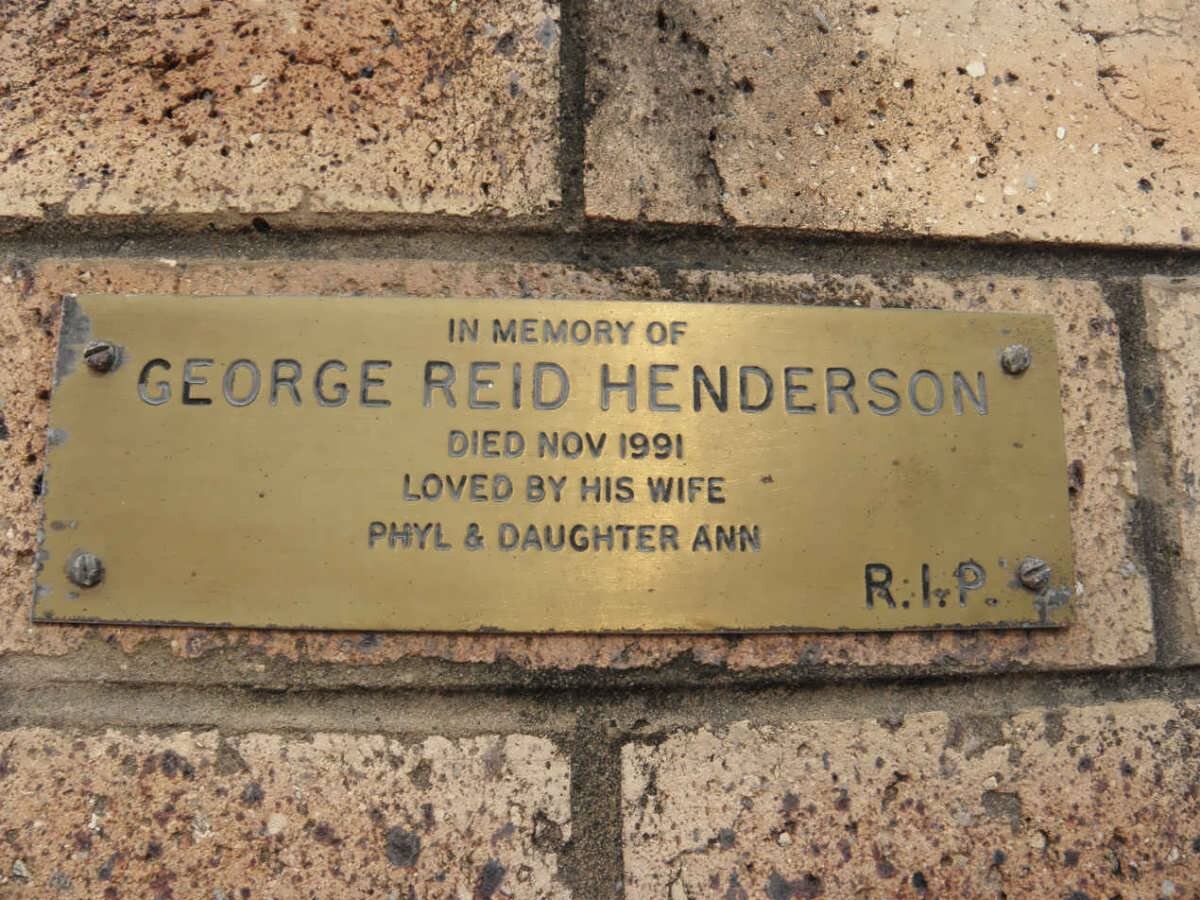 IN MEMORY OF
GEORGE REID HENDERSON
DIED NOV 1991
LOVED BY HIS WIFE
PHYL & DAUGHTER ANN
R.I.P.